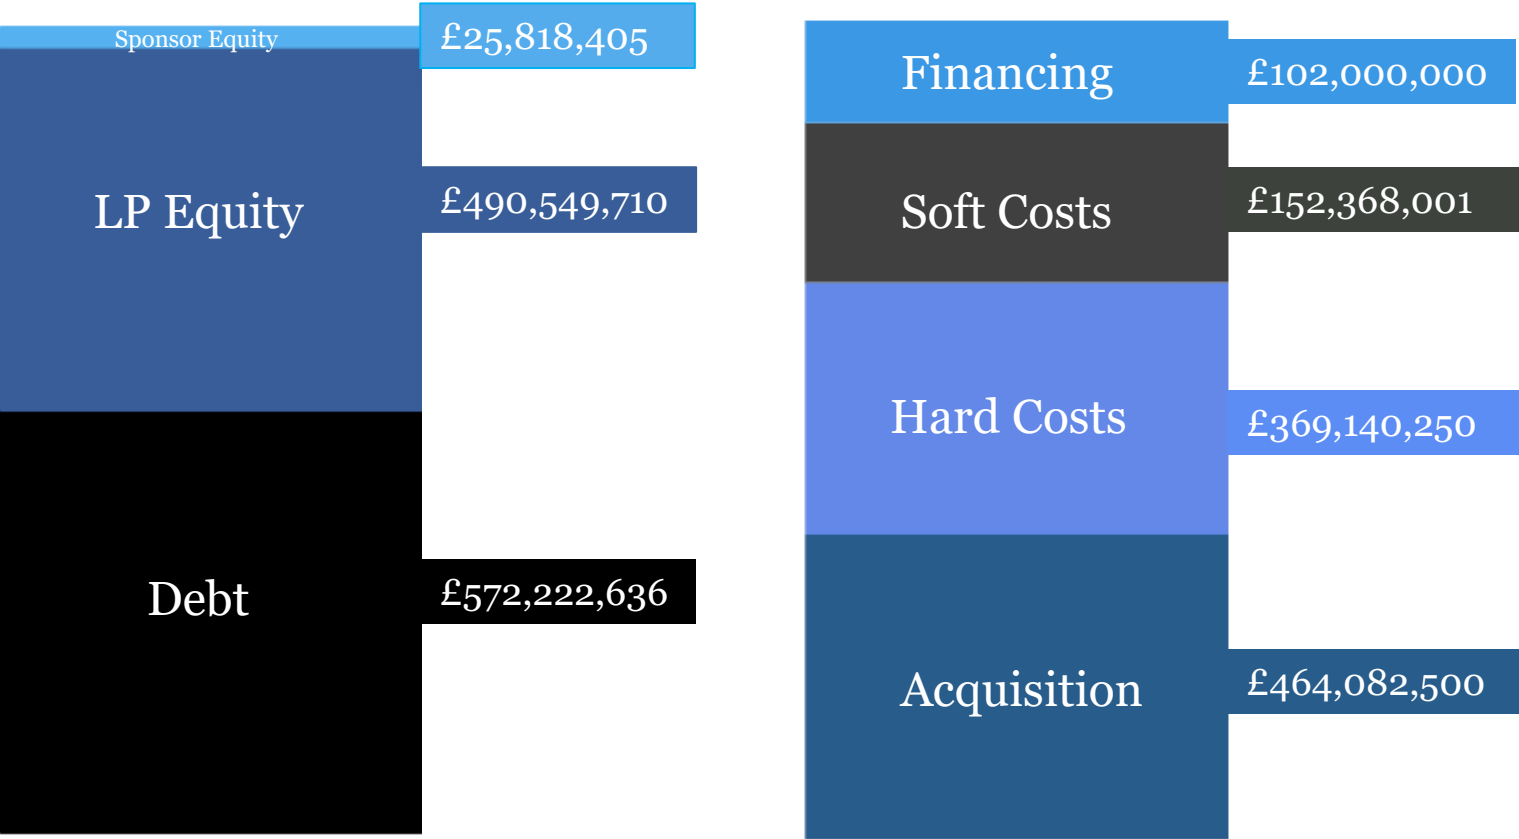 Sponsor Equity
£25,818,405
LP Equity
£490,549,710
Debt
£572,222,636
Financing
£102,000,000
Soft Costs
£152,368,001
Hard Costs
£369,140,250
Acquisition
£464,082,500